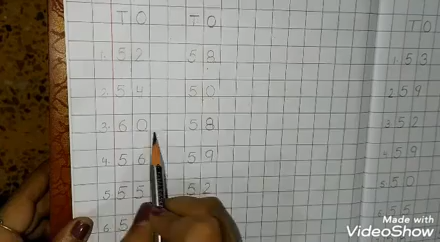 T O T O T O
1. 5 2 5 8 1. 5 3
2. 5 4 5 0 2. 5 9
3. 6 0 5 8 3. 5 2
4. 5 6 5 9 4. 5 9
5. 5 5 5 2 5. 5 0
6. 5
Made with
VideoShow